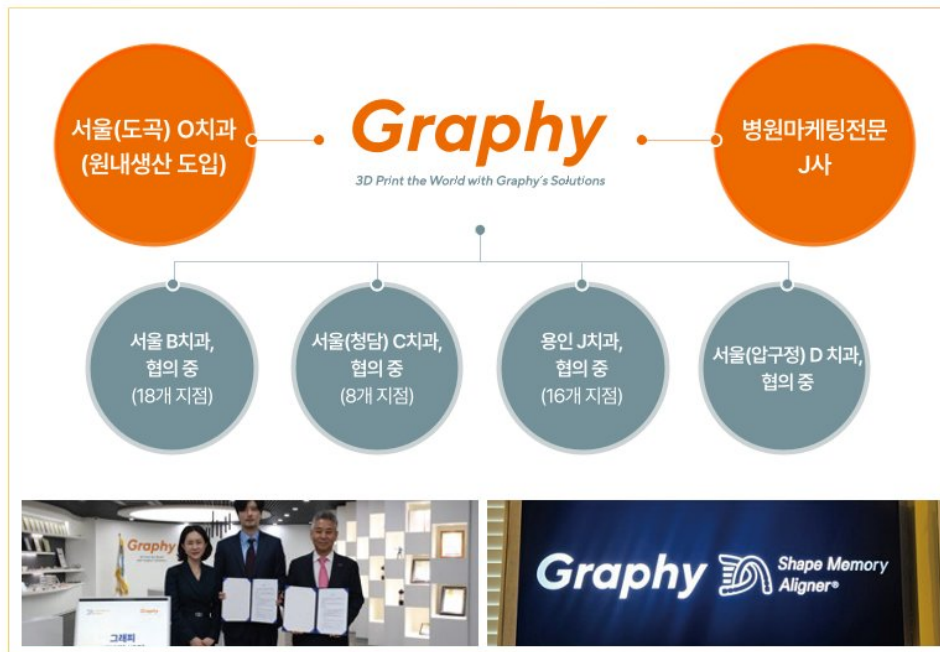 서울(도곡) O치과
(원내생산 도입)
Graphy
3D Print the World with Graphy's Solutions
병원마케팅전문
J사
서울 B치과,
협의 중
(18개 지점)
서울(청담) C치과,
협의 중
(8개 지점)
용인 J치과,
협의 중
(16개 지점)
서울(압구정) D 치과,
협의 중
Graphy
Graphy
그래피
Graphy
Shape Memory
Aligner®